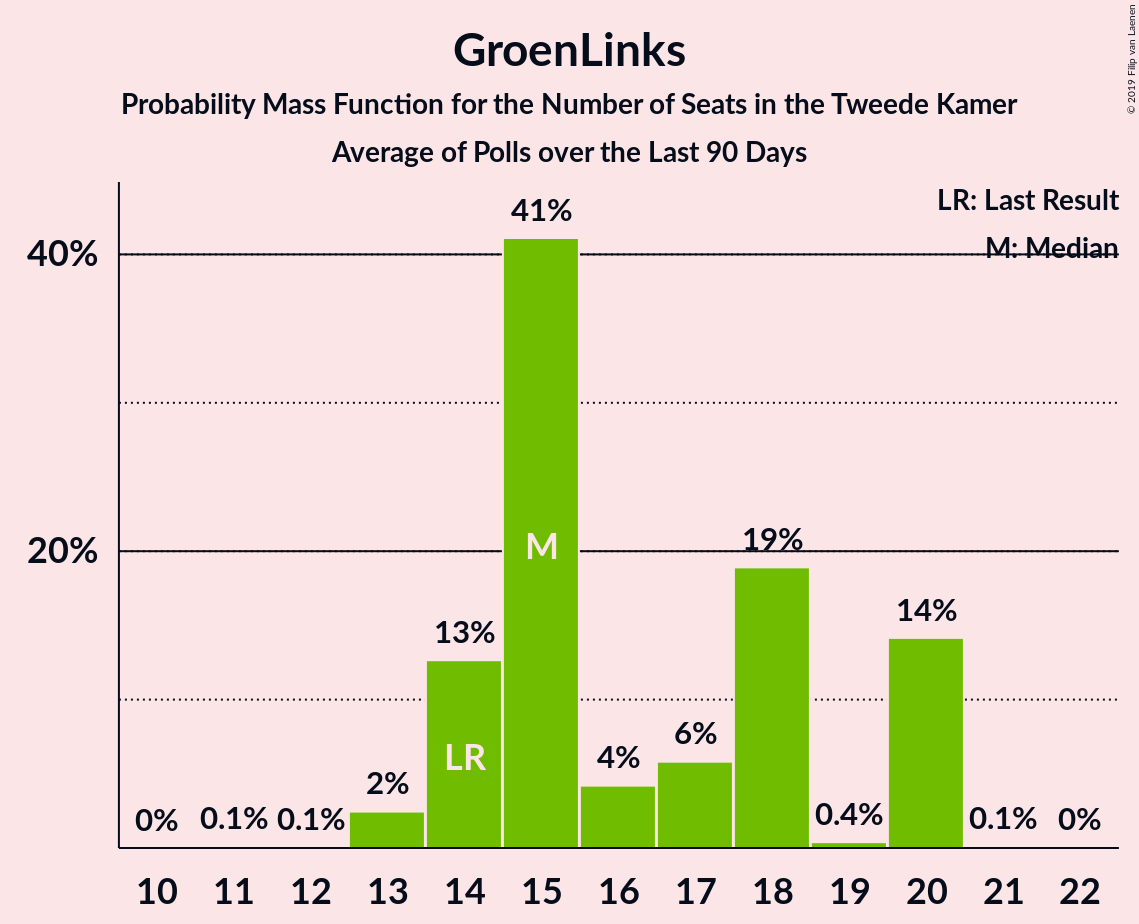 GroenLinks
Probability Mass Function for the Number of Seats in the Tweede Kamer
Average of Polls over the Last 90 Days
© 2019 Filip van Laenen
LR: Last Result
M: Median
40%
20%
0%
0.1%
0.1%
2%
13%
41%
4%
6%
19%
0.4%
14%
0.1%
0%
LR
M
10 11 12 13 14 15 16 17 18 19 20 21 22